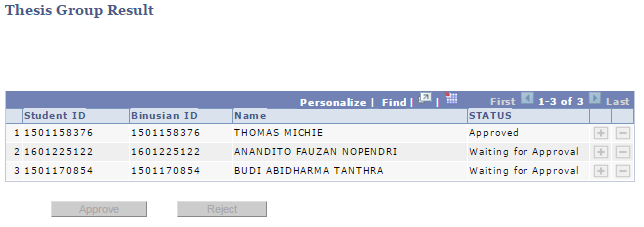 Thesis Group Result
Personalize | Find | | First 1-3 of 3 Last
Student ID Binusian ID Name STATUS
1 1501158376 1501158376 THOMAS MICHIE Approved
2 1601225122 1601225122 ANANDITO FAUZAN NOPENDRI Waiting for Approval
3 1501170854 1501170854 BUDI ABIDHARMA TANTHRA Waiting for Approval
Approve Reject